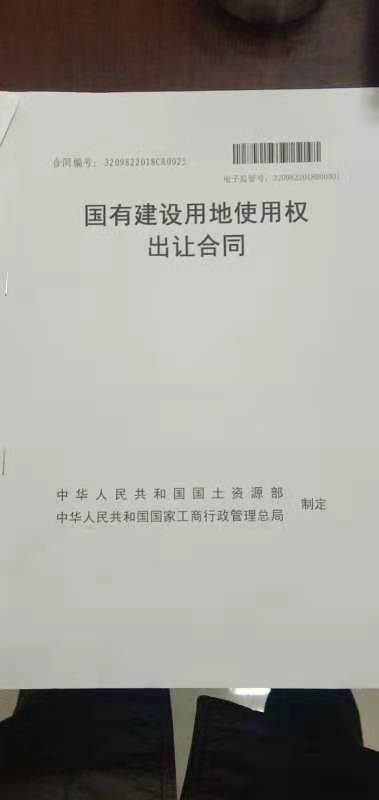 合同编号：3209822018CR0025
电子监管号：
国有建设用地使用权
出让合同
中华人民共和国国土资源部
中华人民共和国国家工商行政管理总局
制定